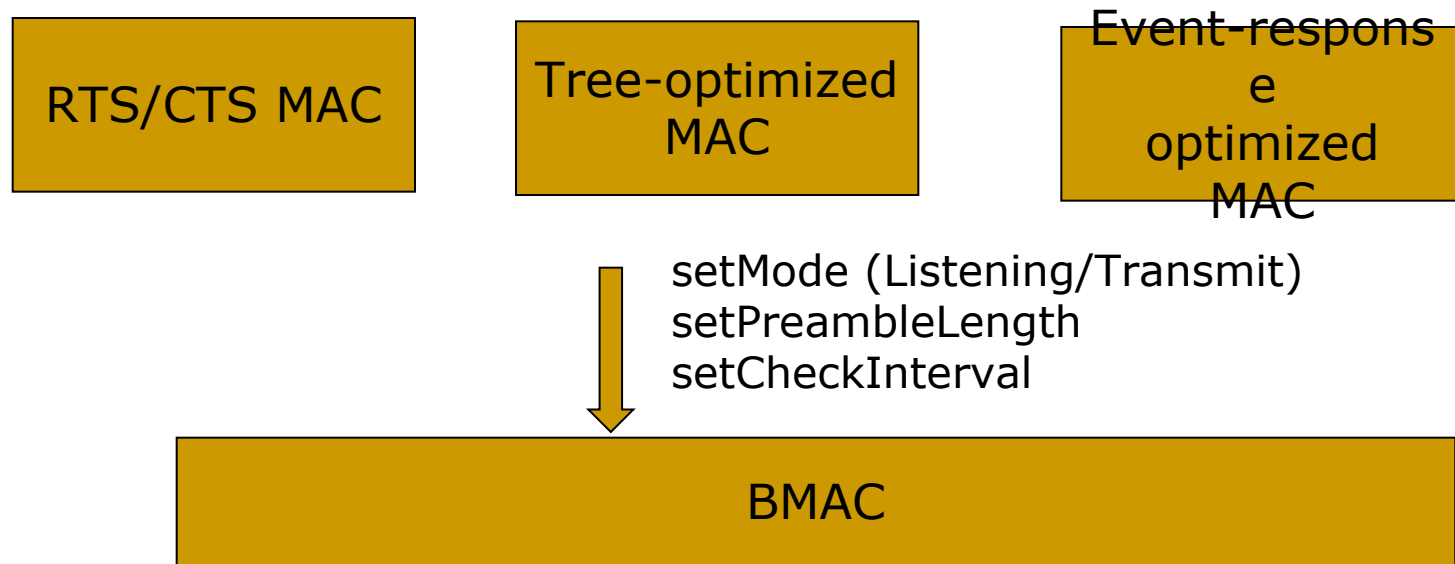 RTS/CTS MAC
Tree-optimized
MAC
Event-respons
e
optimized
MAC
setMode (Listening/Transmit)
setPreambleLength
setCheckInterval
BMAC